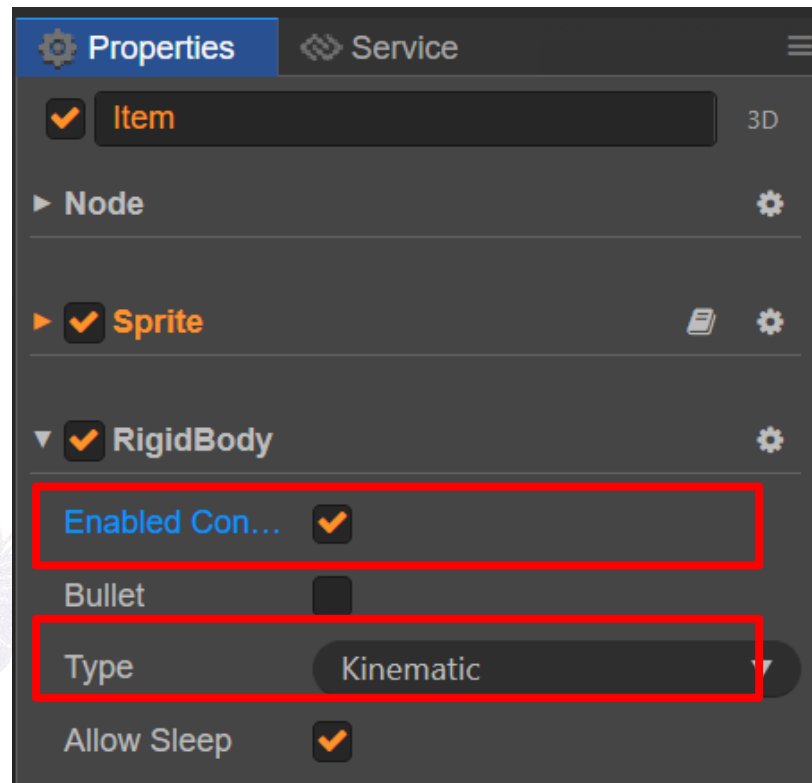 Properties Service
Item 3D
Node
Sprite
RigidBody
Enabled Con...
Bullet
Type Kinematic
Allow Sleep